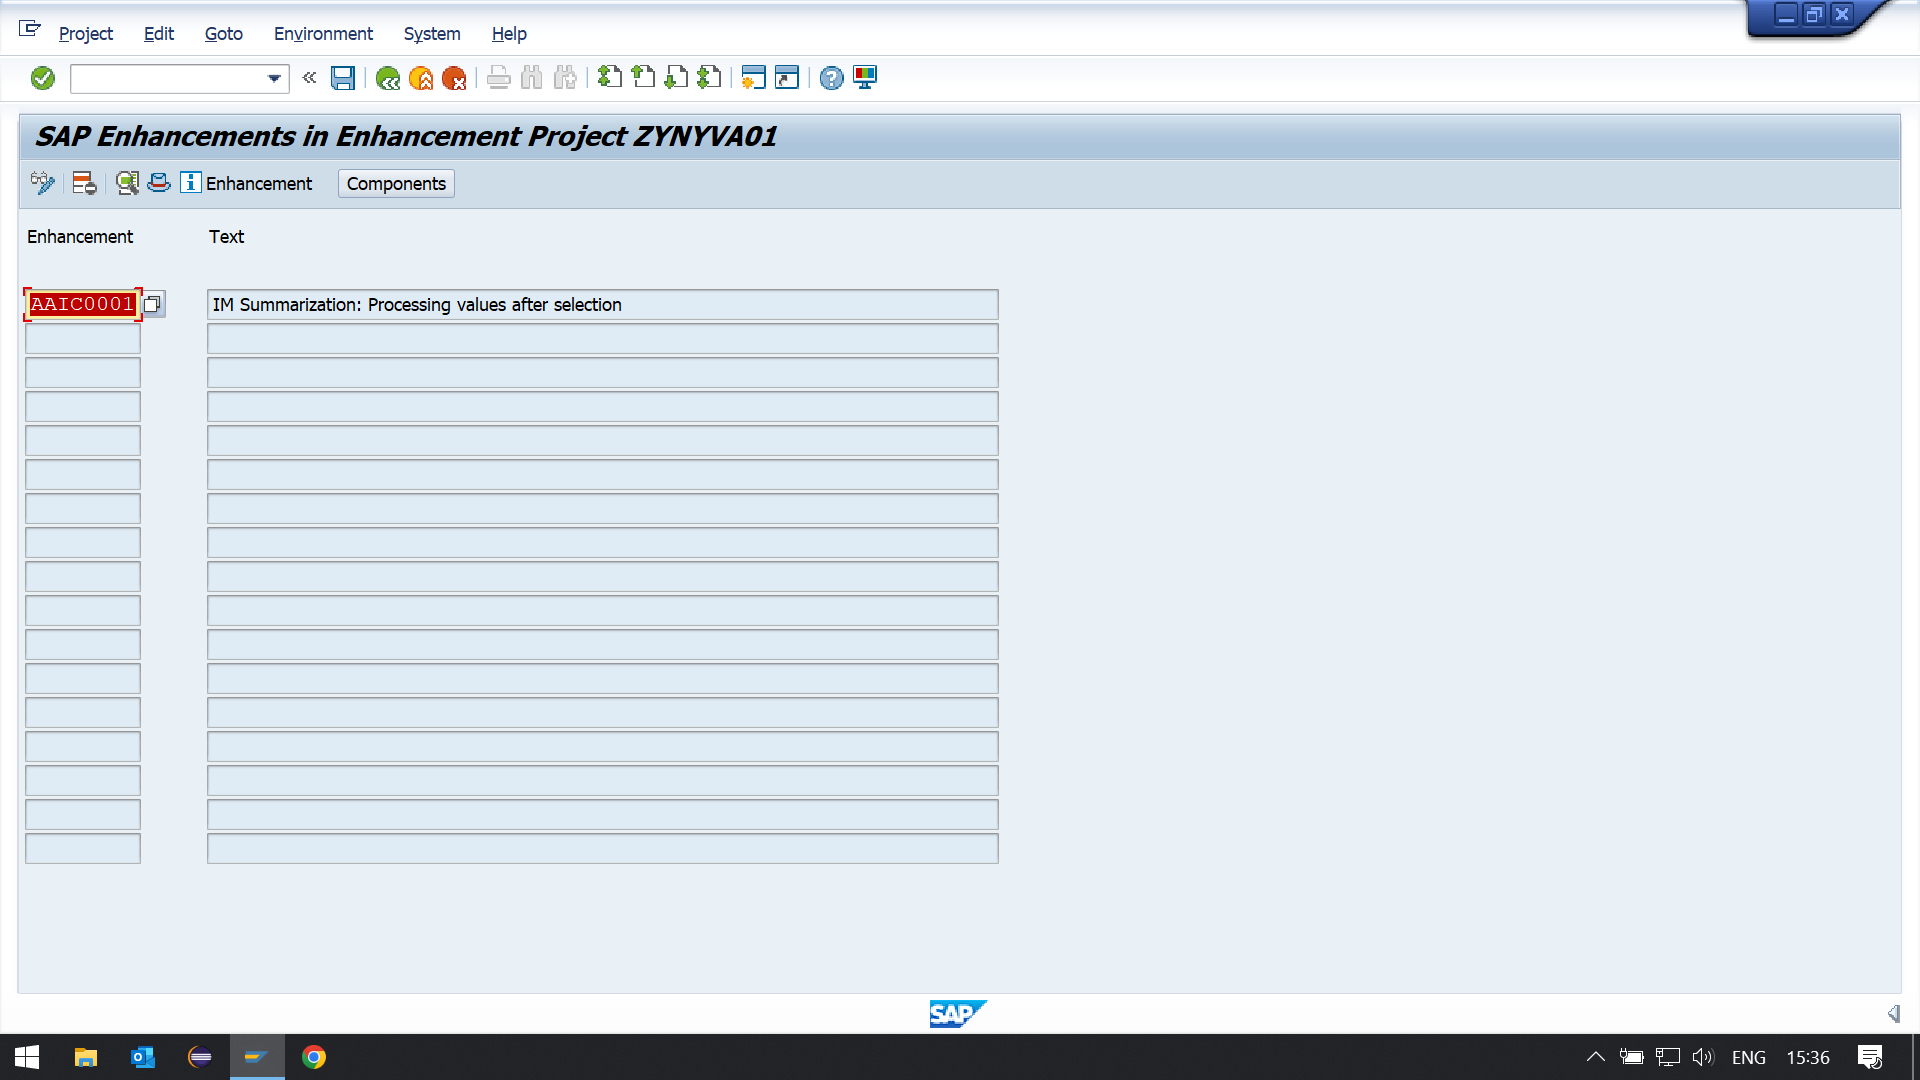 Project Edit Goto Environment System Help
SAP Enhancements in Enhancement Project ZYNYVA01
Enhancement Components
Enhancement Text
AAIC0001 IM Summarization: Processing values after selection
SAP
ENG 15:36